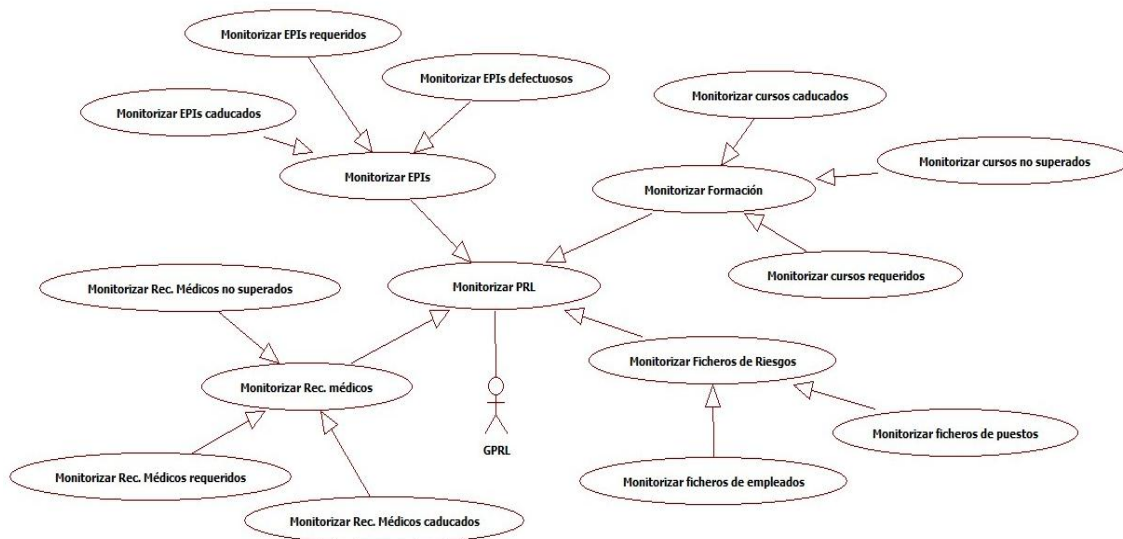 Monitorizar EPIs requeridos
Monitorizar EPIs defectuosos
Monitorizar cursos caducados
Monitorizar EPIs caducados
Monitorizar cursos no superados
Monitorizar EPIs
Monitorizar Formación
Monitorizar cursos requeridos
Monitorizar PRL
Monitorizar Rec. Médicos no superados
Monitorizar Ficheros de Riesgos
Monitorizar Rec. médicos
Monitorizar ficheros de puestos
GPRL
Monitorizar Rec. Médicos requeridos
Monitorizar ficheros de empleados
Monitorizar Rec. Médicos caducados